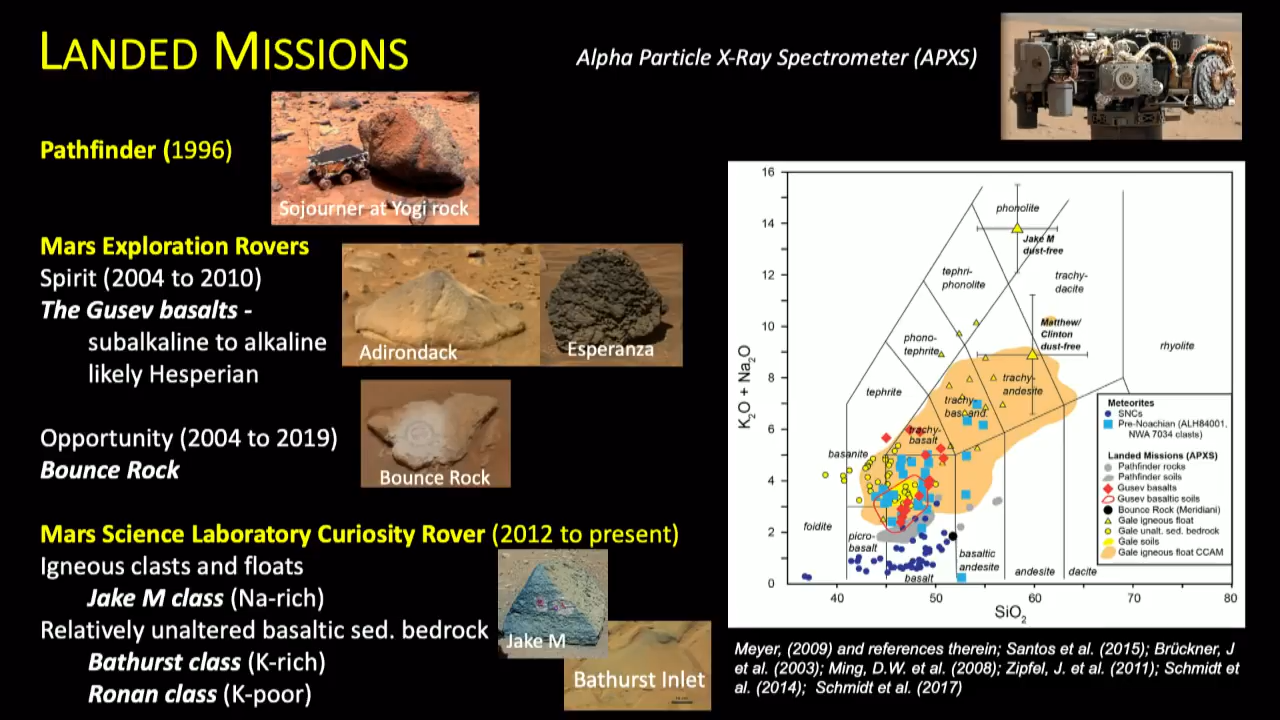 LANDED MISSIONS
Alpha Particle X-Ray Spectrometer (APXS)
Pathfinder (1996)
Sojourner at Yogi rock
Mars Exploration Rovers
Spirit (2004 to 2010)
The Gusev basalts -
subalkaline to alkaline
likely Hesperian
Adirondack
Esperanza
Opportunity (2004 to 2019)
Bounce Rock
Bounce Rock
Mars Science Laboratory Curiosity Rover (2012 to present)
Igneous clasts and floats
Jake M class (Na-rich)
Relatively unaltered basaltic sed. bedrock
Bathurst class (K-rich)
Ronan class (K-poor)
Jake M
Bathurst Inlet
K2O + Na2O
16
14
12
10
8
6
4
2
0
40
50
60
70
80
SiO2
phonolite
Jake M
dust-free
tephri-
phonolite
trachy-
dacite
Matthew/
Clinton
dust-free
phono-
tephrite
rhyolite
tephrite
trachy-
andesite
trachy-
basand.
trachy-
basalt
basanite
foidite
picro-
basalt
basalt
basaltic
andesite
andesite
dacite
Meteorites
SNCs
Pre-Noachian (ALH84001,
NWA 7034 clasts)
Landed Missions (APXS)
Pathfinder rocks
Pathfinder soils
Gusev basalts
Gusev basaltic soils
Bounce Rock (Meridiani)
Gale igneous float
Gale unalt. sed. bedrock
Gale soils
Gale igneous float CCAM
Meyer, (2009) and references therein; Santos et al. (2015); Brückner, J
et al. (2003); Ming, D.W. et al. (2008); Zipfel, J. et al. (2011); Schmidt et
al. (2014); Schmidt et al. (2017)